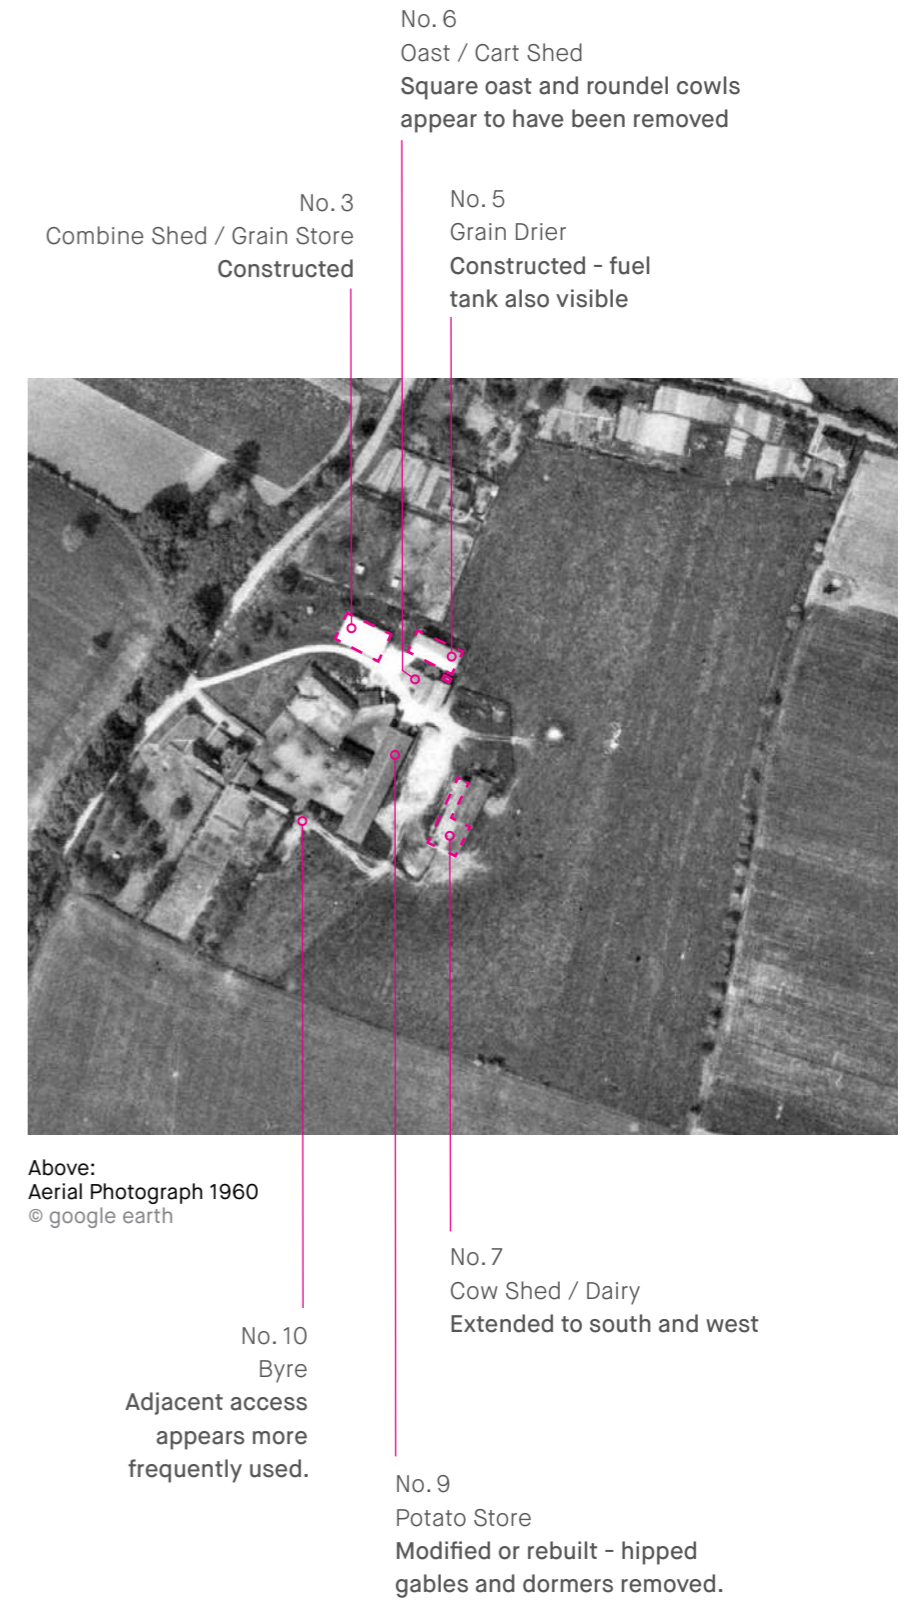 No. 6
Oast / Cart Shed
Square oast and roundel cowls
appear to have been removed
No. 3
Combine Shed / Grain Store
Constructed
No. 5
Grain Drier
Constructed - fuel
tank also visible
Above:
Aerial Photograph 1960
© google earth
No. 7
Cow Shed / Dairy
Extended to south and west
No. 10
Byre
Adjacent access
appears more
frequently used.
No. 9
Potato Store
Modified or rebuilt - hipped
gables and dormers removed.